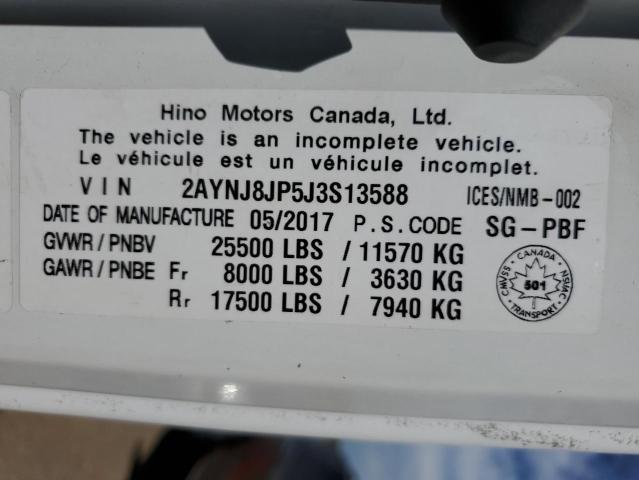 Hino Motors Canada, Ltd.
The vehicle is an incomplete vehicle.
Le véhicule est un véhicule incomplet.
VIN 2AYNJ8JP5J3S13588 ICES/NMB-002
DATE OF MANUFACTURE 05/2017 P.S.CODE SG-PBF
GVWR/PNBV 25500 LBS / 11570 KG
GAWR/PNBE Fr 8000 LBS / 3630 KG
Rr 17500 LBS / 7940 KG
CANADA
CMVSS
NSVAC
501
TRANSPORT